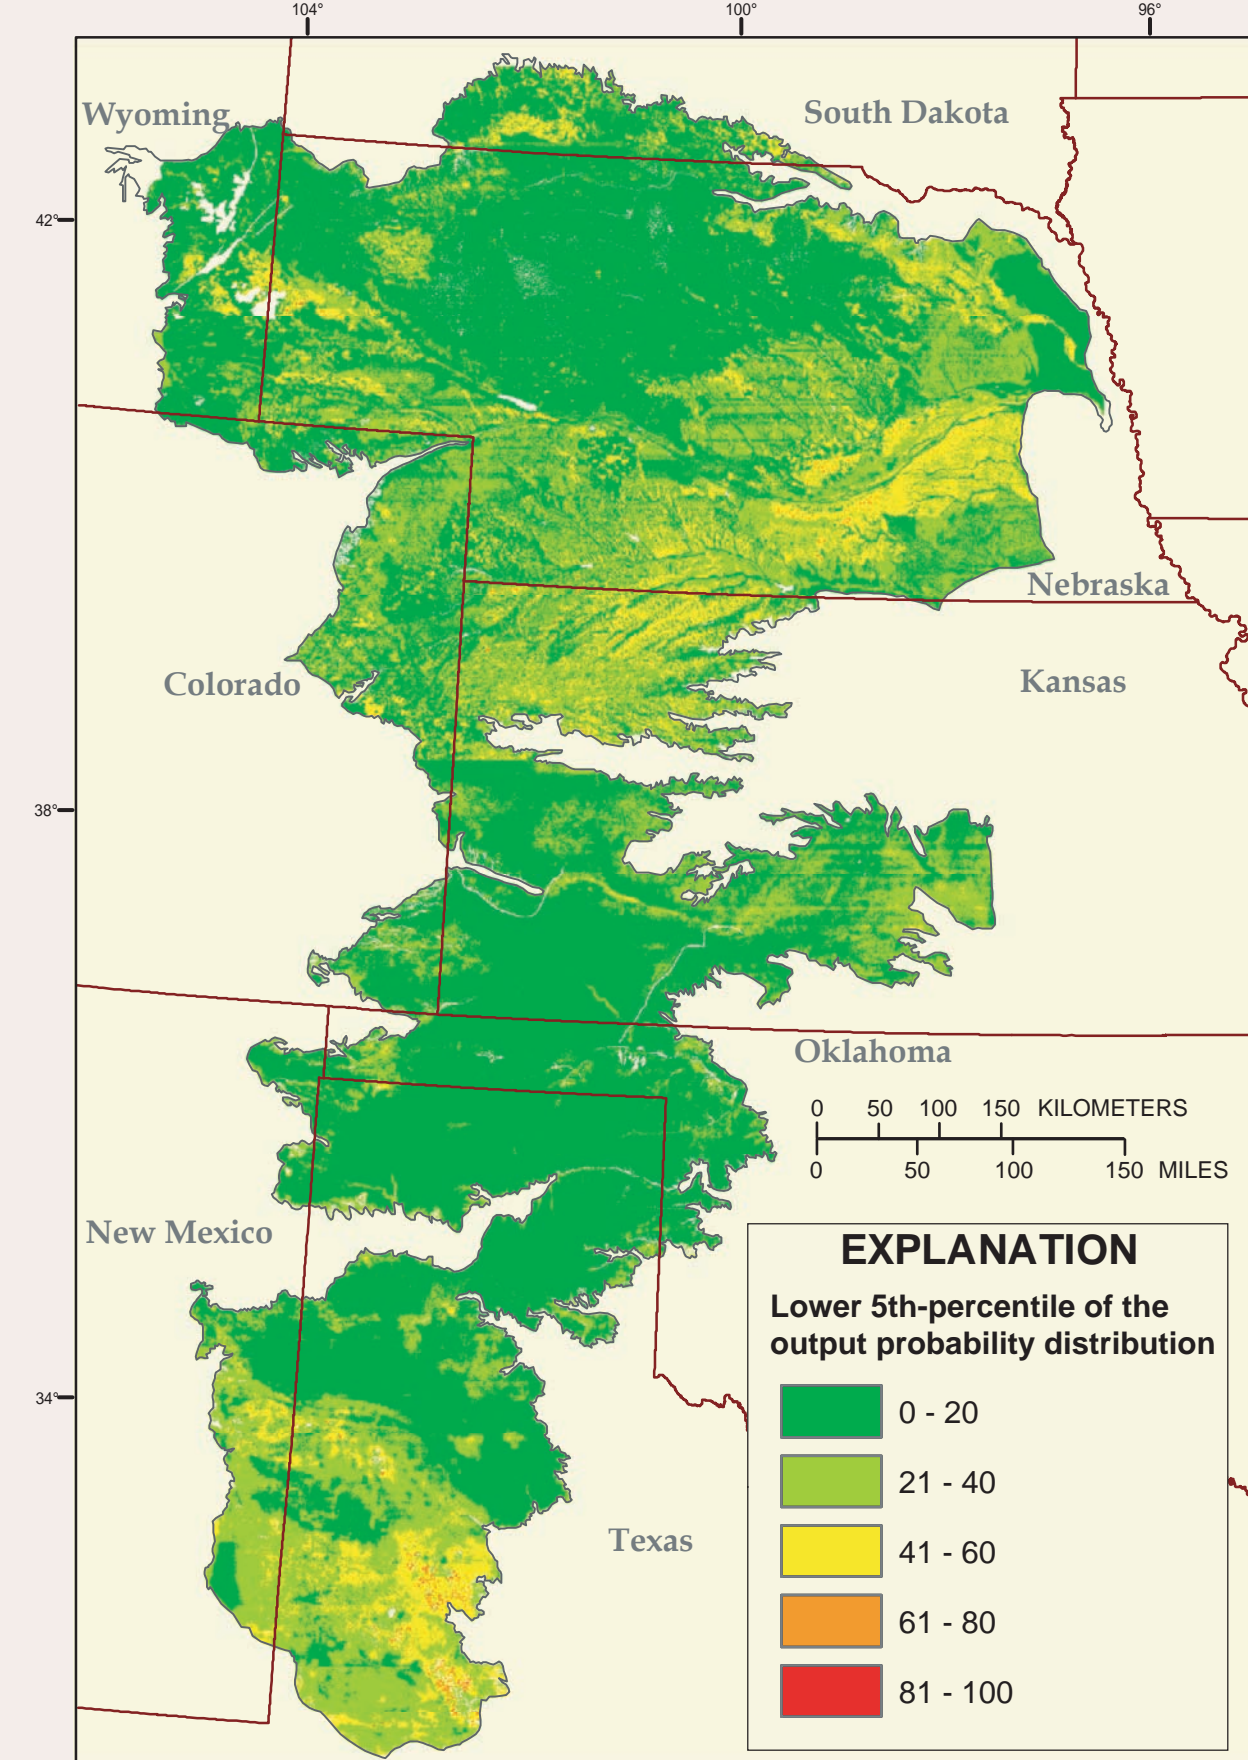 104°
100°
96°
Wyoming
South Dakota
42°
Nebraska
Colorado
Kansas
38°
Oklahoma
0 50 100 150 KILOMETERS
0 50 100 150 MILES
New Mexico
EXPLANATION
Lower 5th-percentile of the
output probability distribution
34°
0 - 20
21 - 40
Texas
41 - 60
61 - 80
81 - 100